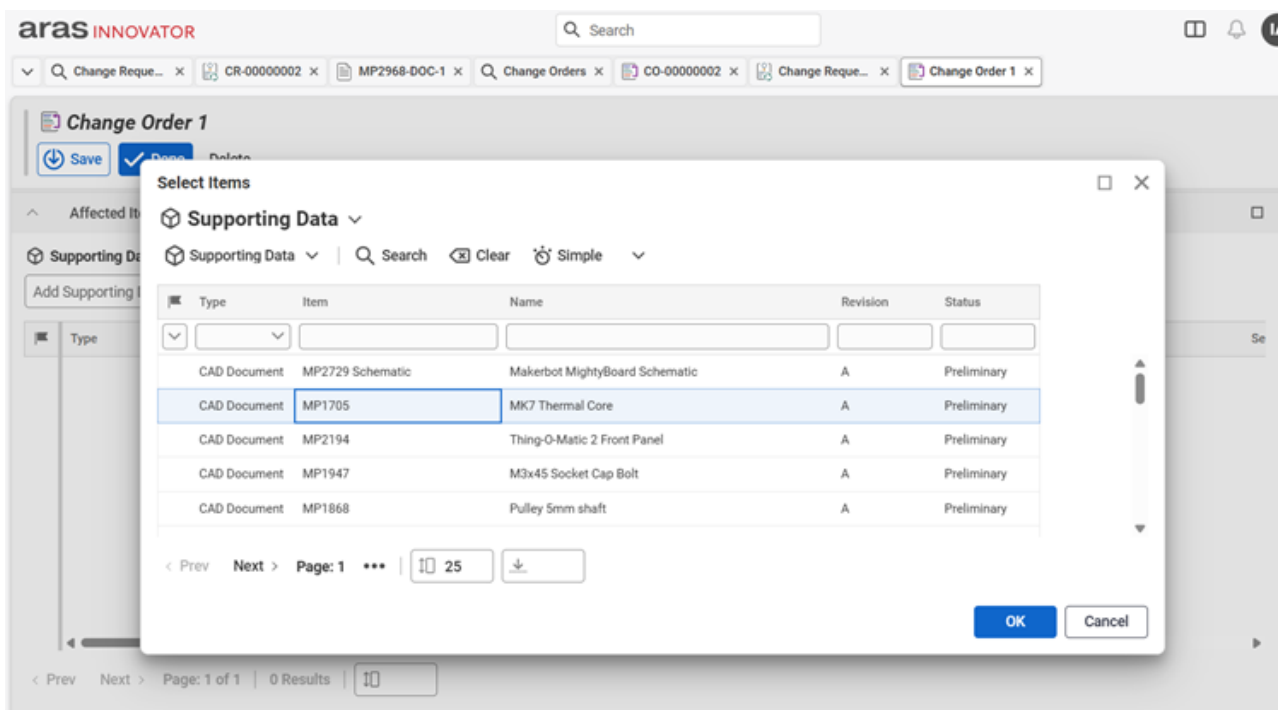 aras INNOVATOR
Search
Change Reque... CR-00000002 MP2968-DOC-1 Change Orders CO-00000002 Change Reque... Change Order 1
Change Order 1
Save Done Delete
Select Items
Affected It
Supporting Data
Supporting Da
Supporting Data Search Clear Simple
Add Supporting
Type Item Name Revision Status
Type Se
CAD Document MP2729 Schematic Makerbot MightyBoard Schematic A Preliminary
CAD Document MP1705 MK7 Thermal Core A Preliminary
CAD Document MP2194 Thing-O-Matic 2 Front Panel A Preliminary
CAD Document MP1947 M3x45 Socket Cap Bolt A Preliminary
CAD Document MP1868 Pulley 5mm shaft A Preliminary
< Prev Next > Page: 1 ••• 25
OK Cancel
< Prev Next > Page: 1 of 1 | 0 Results